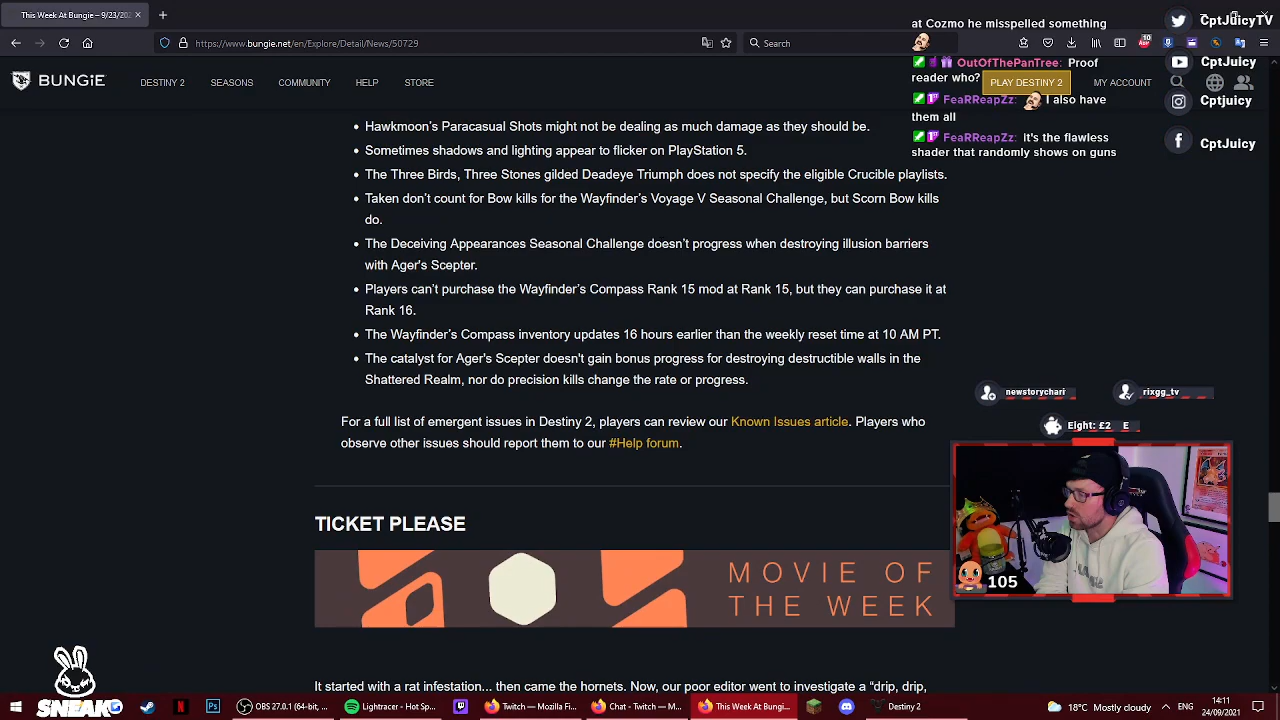 This Week At Bungie – 9/23/202
at Cozmo he misspelled something
CptJuicyTV
https://www.bungie.net/en/Explore/Detail/News/50729
Search
OutOfThePanTree: Proof
reader who?
CptJuicy
BUNGiE
DESTINY 2
SEASONS
COMMUNITY
HELP
STORE
PLAY DESTINY 2
MY ACCOUNT
FeaRReapZz: I also have
them all
Cptjuicy
FeaRReapZz: it's the flawless
shader that randomly shows on guns
CptJuicy
Hawkmoon's Paracasual Shots might not be dealing as much damage as they should be.
Sometimes shadows and lighting appear to flicker on PlayStation 5.
The Three Birds, Three Stones gilded Deadeye Triumph does not specify the eligible Crucible playlists.
Taken don't count for Bow kills for the Wayfinder's Voyage V Seasonal Challenge, but Scorn Bow kills
do.
The Deceiving Appearances Seasonal Challenge doesn't progress when destroying illusion barriers
with Ager's Scepter.
Players can't purchase the Wayfinder's Compass Rank 15 mod at Rank 15, but they can purchase it at
Rank 16.
The Wayfinder's Compass inventory updates 16 hours earlier than the weekly reset time at 10 AM PT.
The catalyst for Ager's Scepter doesn't gain bonus progress for destroying destructible walls in the
Shattered Realm, nor do precision kills change the rate or progress.
newstorychari
rixgg_tv
Eight: £2 E
For a full list of emergent issues in Destiny 2, players can review our Known Issues article. Players who
observe other issues should report them to our #Help forum.
TICKET PLEASE
MOVIE OF
THE WEEK
105
It started with a rat infestation... then came the hornets. Now, our poor editor went to investigate a "drip, drip,
SNEAK
OBS 27.0.1 (64-bit, ...
Lightracer - Hot Sp...
Twitch — Mozilla Fi...
Chat - Twitch — M...
This Week At Bungi...
Destiny 2
18°C Mostly cloudy
ENG
14:11
24/09/2021